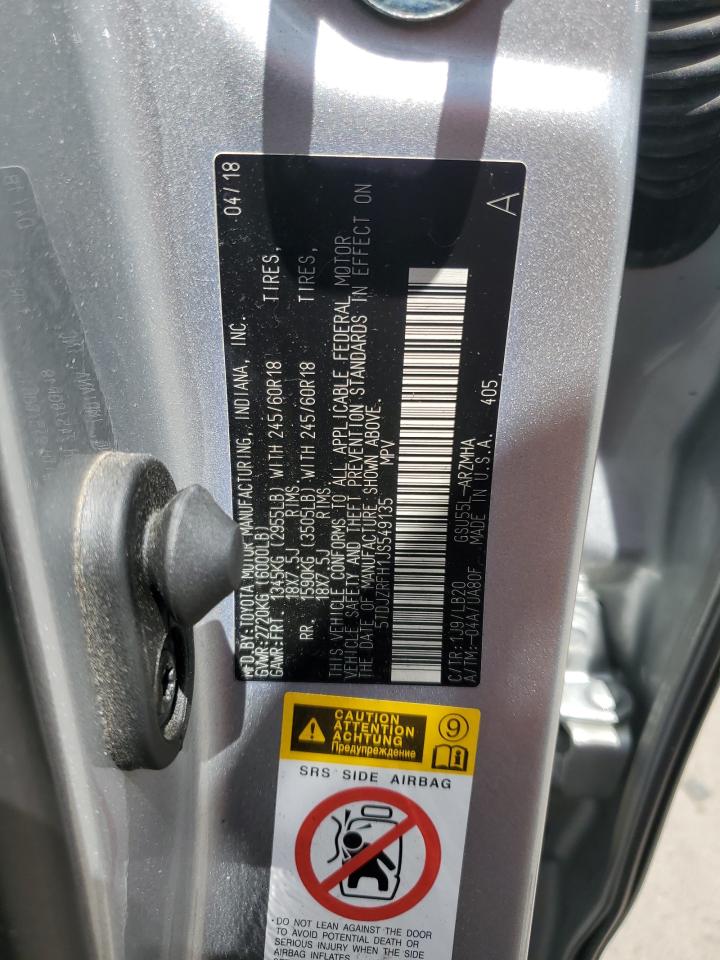 MFD.BY:TOYOTA MOTOR MANUFACTURING, INDIANA, INC. 04/18
GVWR:2720KG (6000LB)
GAWR:FRT 1345KG (2955LB) WITH 245/60R18 TIRES,
18X7.5J RIMS
RR. 1590KG (3505LB) WITH 245/60R18 TIRES,
18X7.5J RIMS
THIS VEHICLE CONFORMS TO ALL APPLICABLE FEDERAL MOTOR
VEHICLE SAFETY AND THEFT PREVENTION STANDARDS IN EFFECT ON
THE DATE OF MANUFACTURE SHOWN ABOVE.
5TDJZRFH1JS549135 MPV
C/TR:1J9/LB20 GSU55L-ARZMHA
A/TM:-04A/UA80F MADE IN U.S.A. 405
A
CAUTION
ATTENTION
ACHTUNG
Предупреждение
9
SRS SIDE AIRBAG
· DO NOT LEAN AGAINST THE DOOR
TO AVOID POTENTIAL DEATH OR
SERIOUS INJURY WHEN THE SIDE
AIRBAG INFLATES.